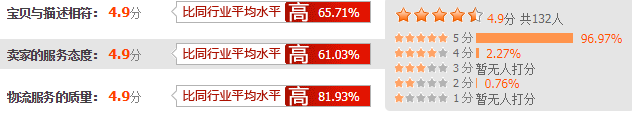 宝贝与描述相符： 4.9分 比同行业平均水平 高 65.71%
卖家的服务态度： 4.9分 比同行业平均水平 高 61.03%
物流服务的质量： 4.9分 比同行业平均水平 高 81.93%
4.9分 共132人
5 分 96.97%
4 分 2.27%
3 分 暂无人打分
2 分 0.76%
1 分 暂无人打分